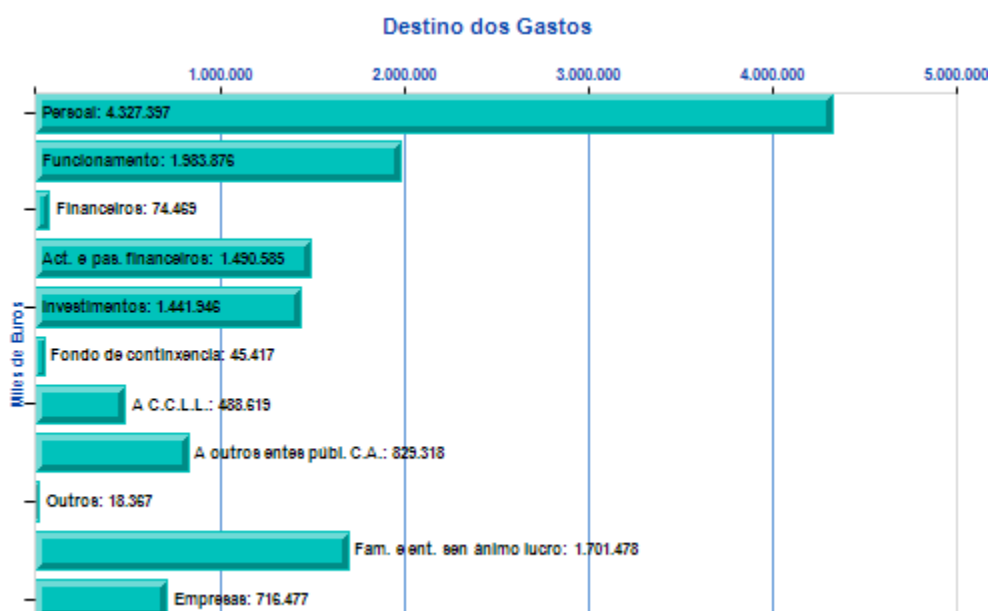 Destino dos Gastos
1.000.000 2.000.000 3.000.000 4.000.000 5.000.000
Persoal: 4.327.397
Funcionamento: 1.983.876
Financeiros: 74.469
Act. e pas. financeiros: 1.490.585
Investimentos: 1.441.946
Fondo de continxencia: 45.417
A C.C.L.L.: 488.619
A outros entes públ. C.A.: 829.318
Outros: 18.367
Fam. e ent. sen ánimo lucro: 1.701.478
Empresas: 716.477
Miles de Euros